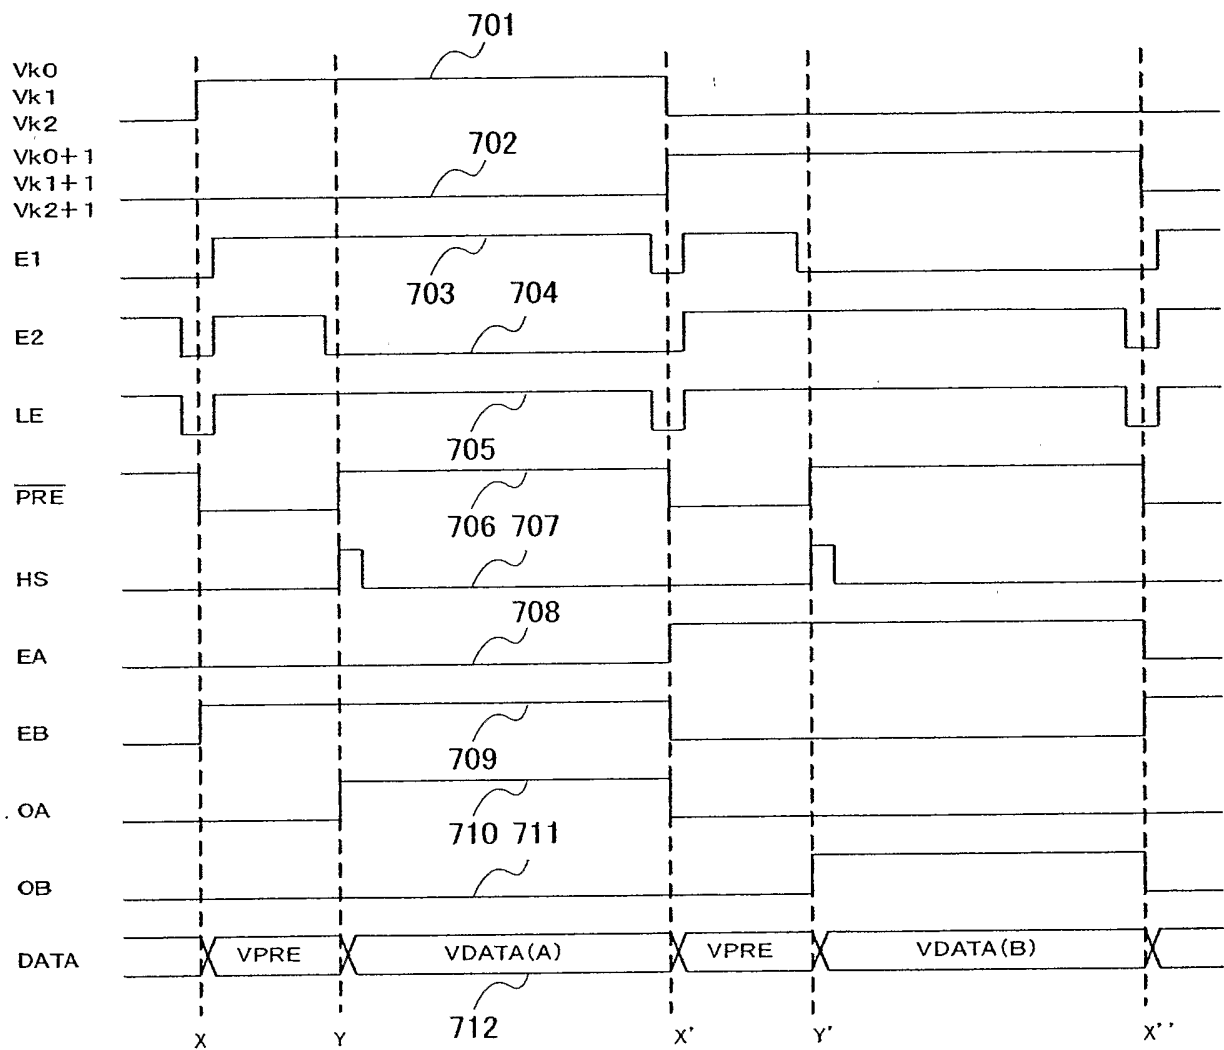 701
Vk0
Vk1
Vk2
702
Vk0+1
Vk1+1
Vk2+1
E1
703 704
E2
LE
705
PRE
706 707
HS
708
EA
EB
709
OA
710 711
OB
DATA VPRE VDATA(A) VPRE VDATA(B)
712
X Y X' Y' X''